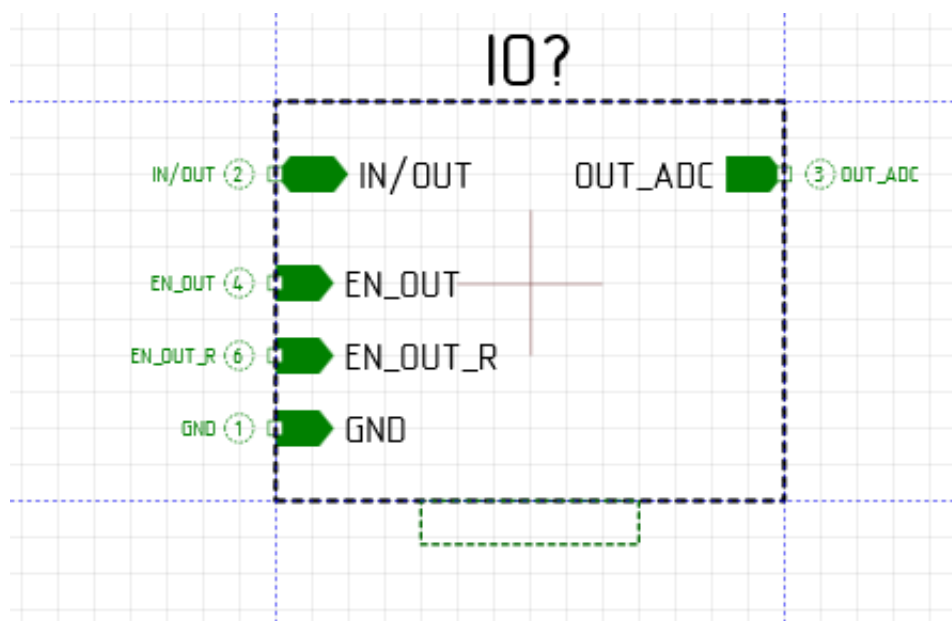 IO?
IN/OUT 2 IN/OUT OUT_ADC 3 OUT_ADC
EN_OUT 4 EN_OUT
EN_OUT_R 6 EN_OUT_R
GND 1 GND